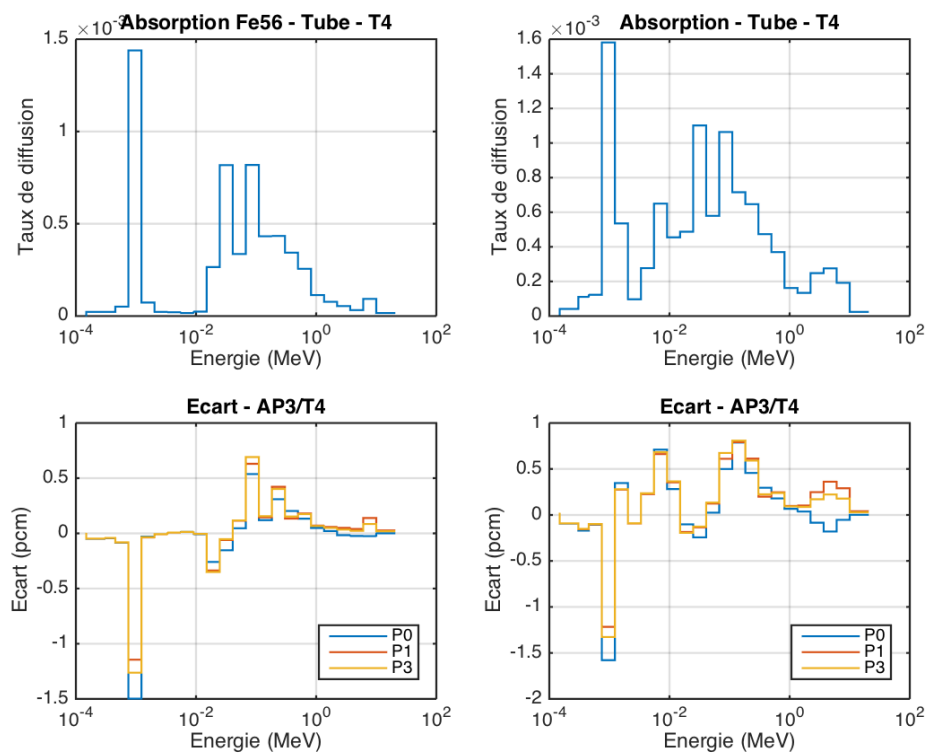 Absorption Fe56 - Tube - T4
×10⁻³
Taux de diffusion
1.5
1
0.5
0
10⁻⁴ 10⁻² 10⁰ 10²
Energie (MeV)
Absorption - Tube - T4
×10⁻³
Taux de diffusion
1.6
1.4
1.2
1
0.8
0.6
0.4
0.2
0
10⁻⁴ 10⁻² 10⁰ 10²
Energie (MeV)
Ecart - AP3/T4
Ecart (pcm)
1
0.5
0
-0.5
-1
-1.5
10⁻⁴ 10⁻² 10⁰ 10²
Energie (MeV)
P0
P1
P3
Ecart - AP3/T4
Ecart (pcm)
1
0.5
0
-0.5
-1
-1.5
-2
10⁻⁴ 10⁻² 10⁰ 10²
Energie (MeV)
P0
P1
P3